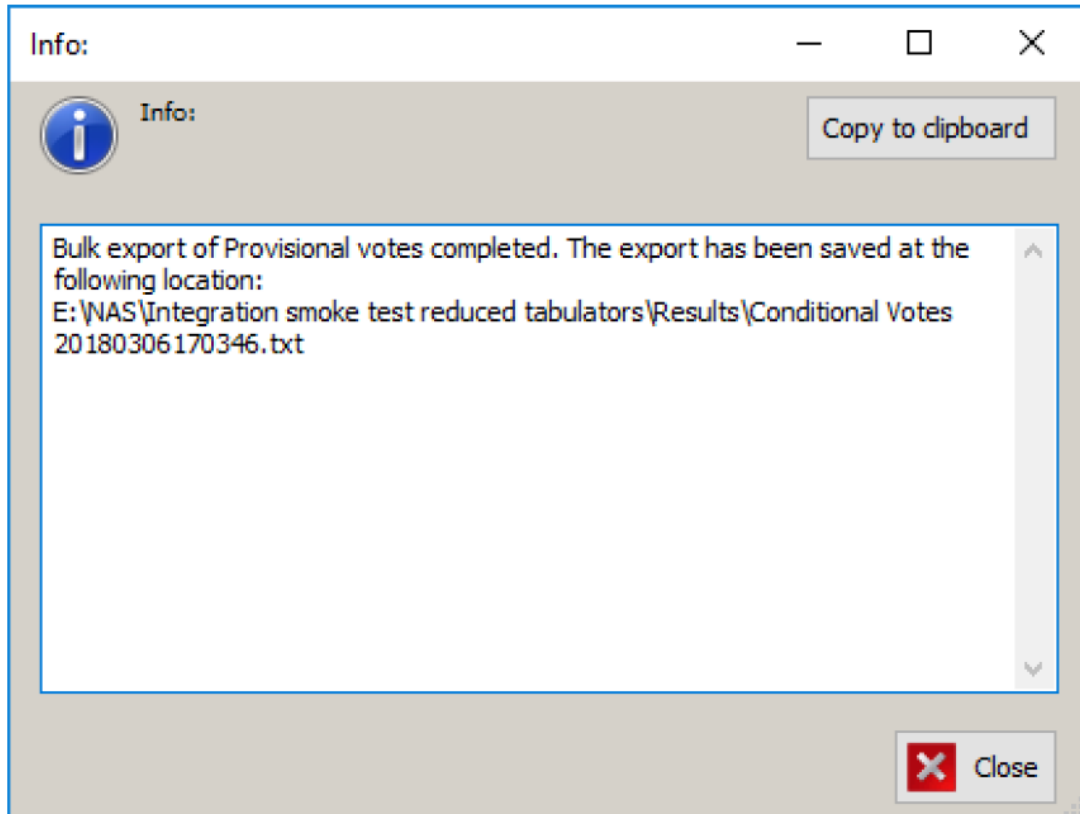 Info:
Info:
Copy to clipboard
Bulk export of Provisional votes completed. The export has been saved at the
following location:
E:\NAS\Integration smoke test reduced tabulators\Results\Conditional Votes
20180306170346.txt
Close